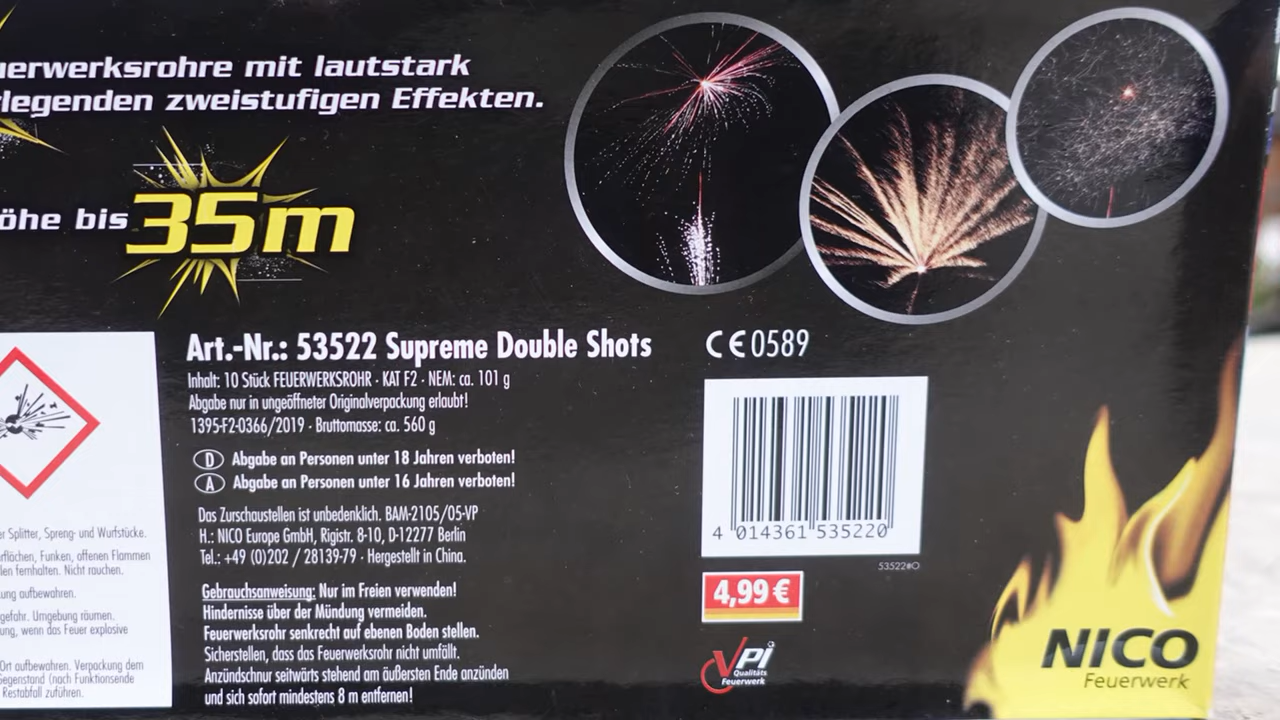 uerwerksrohre mit lautstark
legenden zweistufigen Effekten.
öhe bis 35m
Art.-Nr.: 53522 Supreme Double Shots
Inhalt: 10 Stück FEUERWERKSROHR · KAT F2 · NEM: ca. 101 g
Abgabe nur in ungeöffneter Originalverpackung erlaubt!
1395-F2-0366/2019 · Bruttomasse: ca. 560 g
D Abgabe an Personen unter 18 Jahren verboten!
A Abgabe an Personen unter 16 Jahren verboten!
Das Zurschaustellen ist unbedenklich. BAM-2105/05-VP
H.: NICO Europe GmbH, Rigistr. 8-10, D-12277 Berlin
Tel.: +49 (0)202 / 28139-79 · Hergestellt in China.
Gebrauchsanweisung: Nur im Freien verwenden!
Hindernisse über der Mündung vermeiden.
Feuerwerksrohr senkrecht auf ebenen Boden stellen.
Sicherstellen, dass das Feuerwerksrohr nicht umfällt.
Anzündschnur seitwärts stehend am äußersten Ende anzünden
und sich sofort mindestens 8 m entfernen!
er Splitter, Spreng- und Wurfstücke.
rflächen, Funken, offenen Flammen
len fernhalten. Nicht rauchen.
ung aufbewahren.
gefahr. Umgebung räumen.
ung, wenn das Feuer explosive
Ort aufbewahren. Verpackung dem
Gegenstand (nach Funktionsende
Restabfall zuführen.
CE 0589
4 014361 535220
53522#O
4,99 €
VPi
Qualitäts
Feuerwerk
NICO
Feuerwerk